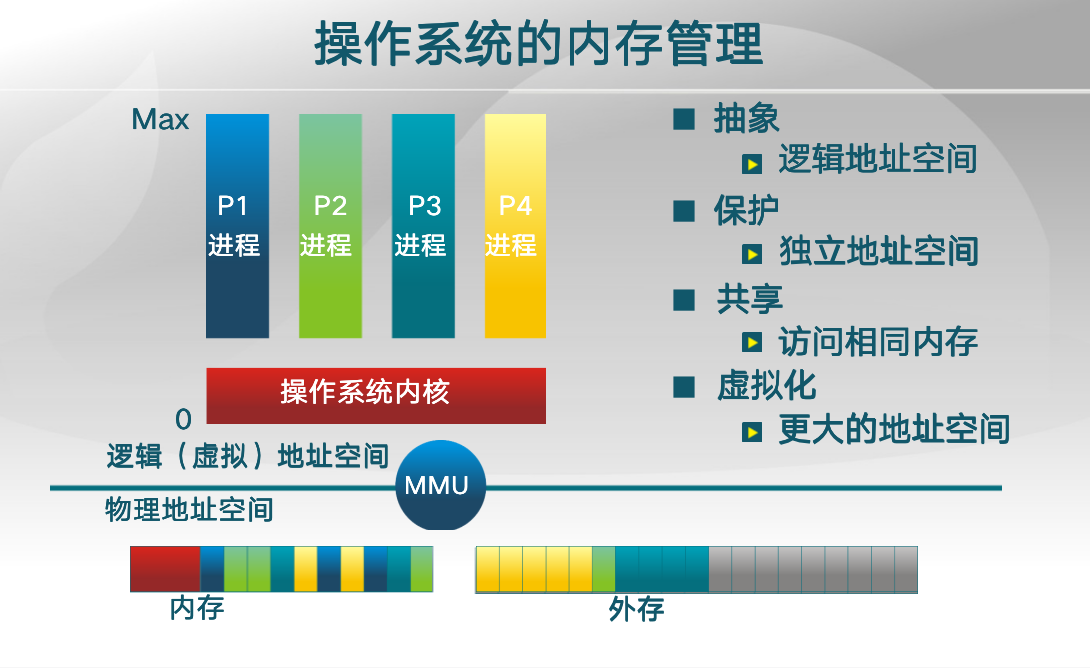 操作系统的内存管理
Max
P1
进程
P2
进程
P3
进程
P4
进程
操作系统内核
0
逻辑（虚拟）地址空间
MMU
物理地址空间
内存
外存
抽象
逻辑地址空间
保护
独立地址空间
共享
访问相同内存
虚拟化
更大的地址空间